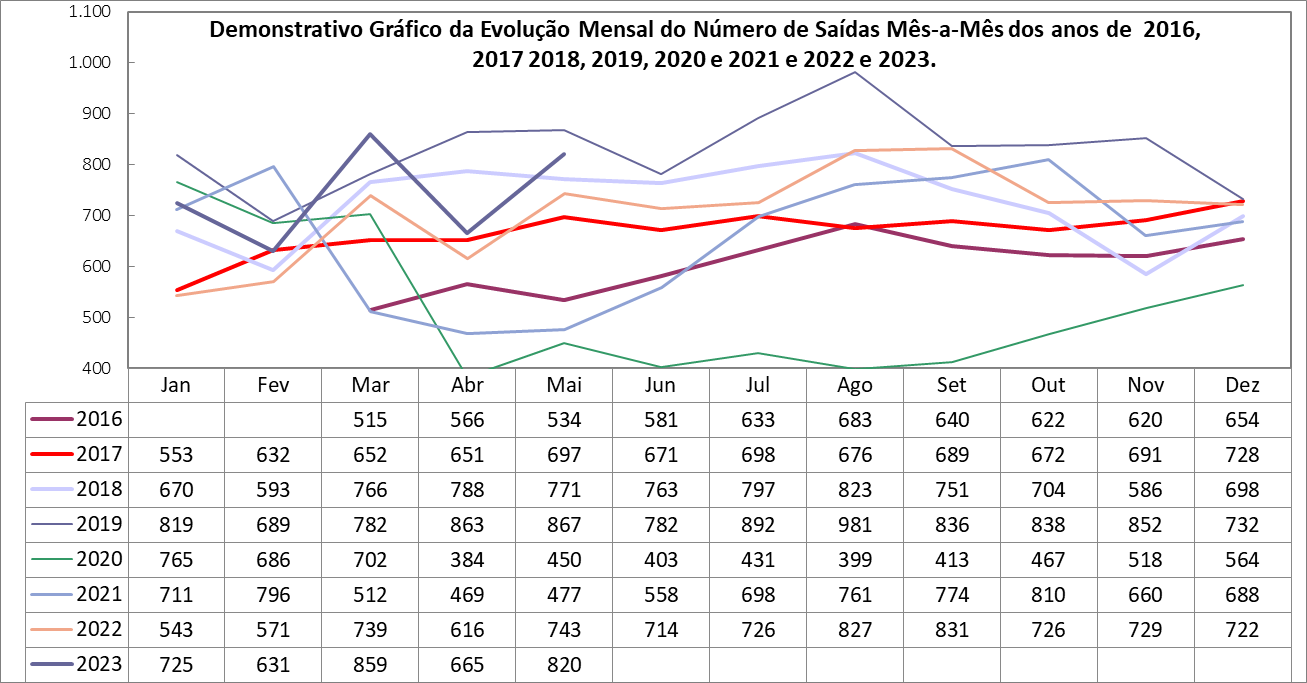 Demonstrativo Gráfico da Evolução Mensal do Número de Saídas Mês-a-Mês dos anos de 2016,
2017 2018, 2019, 2020 e 2021 e 2022 e 2023.
1.100
1.000
900
800
700
600
500
400
Jan Fev Mar Abr Mai Jun Jul Ago Set Out Nov Dez
2016 515 566 534 581 633 683 640 622 620 654
2017 553 632 652 651 697 671 698 676 689 672 691 728
2018 670 593 766 788 771 763 797 823 751 704 586 698
2019 819 689 782 863 867 782 892 981 836 838 852 732
2020 765 686 702 384 450 403 431 399 413 467 518 564
2021 711 796 512 469 477 558 698 761 774 810 660 688
2022 543 571 739 616 743 714 726 827 831 726 729 722
2023 725 631 859 665 820